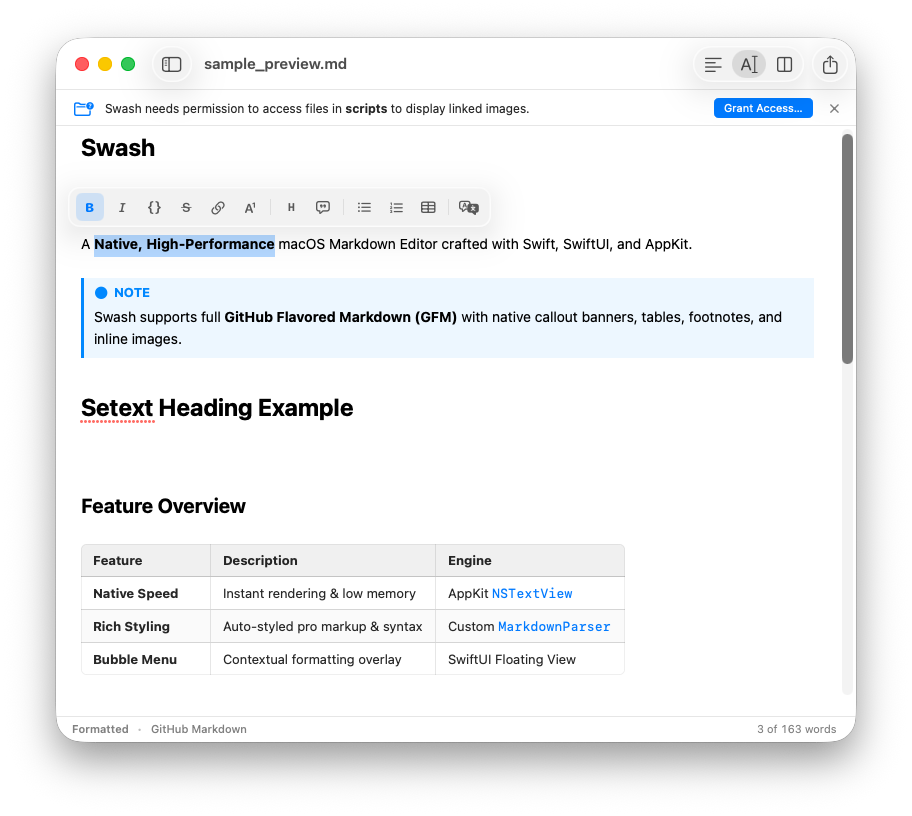 sample_preview.md
Swash needs permission to access files in scripts to display linked images.
Grant Access...
Swash
B I {} S A¹ H
A Native, High-Performance macOS Markdown Editor crafted with Swift, SwiftUI, and AppKit.
NOTE
Swash supports full GitHub Flavored Markdown (GFM) with native callout banners, tables, footnotes, and
inline images.
Setext Heading Example
Feature Overview
Feature Description Engine
Native Speed Instant rendering & low memory AppKit NSTextView
Rich Styling Auto-styled pro markup & syntax Custom MarkdownParser
Bubble Menu Contextual formatting overlay SwiftUI Floating View
Formatted · GitHub Markdown 3 of 163 words